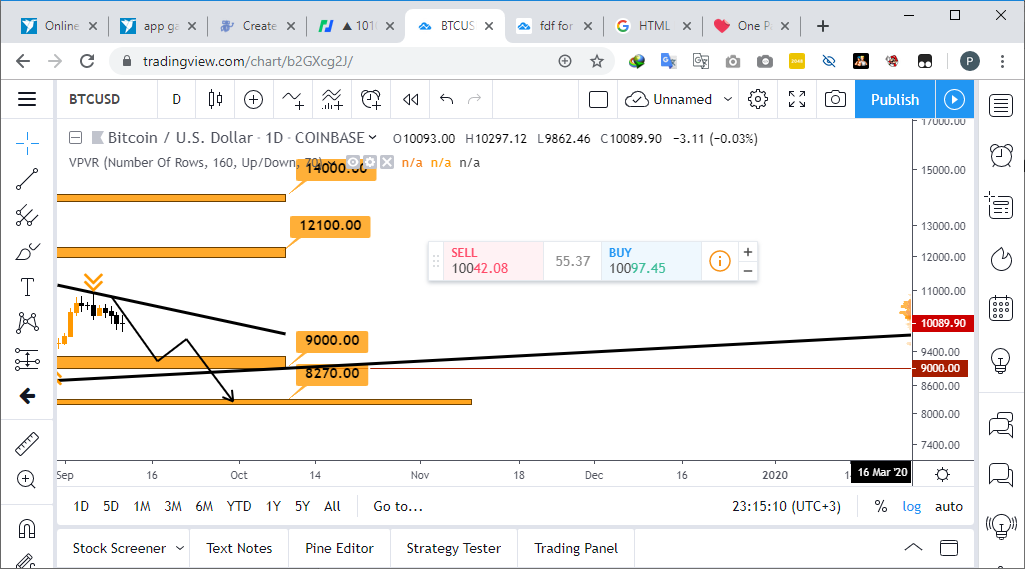 Online
app ga
Create
▲ 1010
BTCUS
fdf for
HTML
One P
tradingview.com/chart/b2GXcg2J/
P
BTCUSD
D
Unnamed
Publish
Bitcoin / U.S. Dollar · 1D · COINBASE
O10093.00 H10297.12 L9862.46 C10089.90 −3.11 (−0.03%)
VPVR (Number Of Rows, 160, Up/Down, 70)
n/a n/a n/a
14000.00
12100.00
9000.00
8270.00
SELL
10042.08
55.37
BUY
10097.45
17000.00
15000.00
13000.00
12000.00
11000.00
10089.90
9400.00
9000.00
8600.00
8000.00
7400.00
Sep 16 Oct 14 Nov 18 Dec 16 2020
16 Mar '20
1D 5D 1M 3M 6M YTD 1Y 5Y All Go to...
23:15:10 (UTC+3) % log auto
Stock Screener Text Notes Pine Editor Strategy Tester Trading Panel